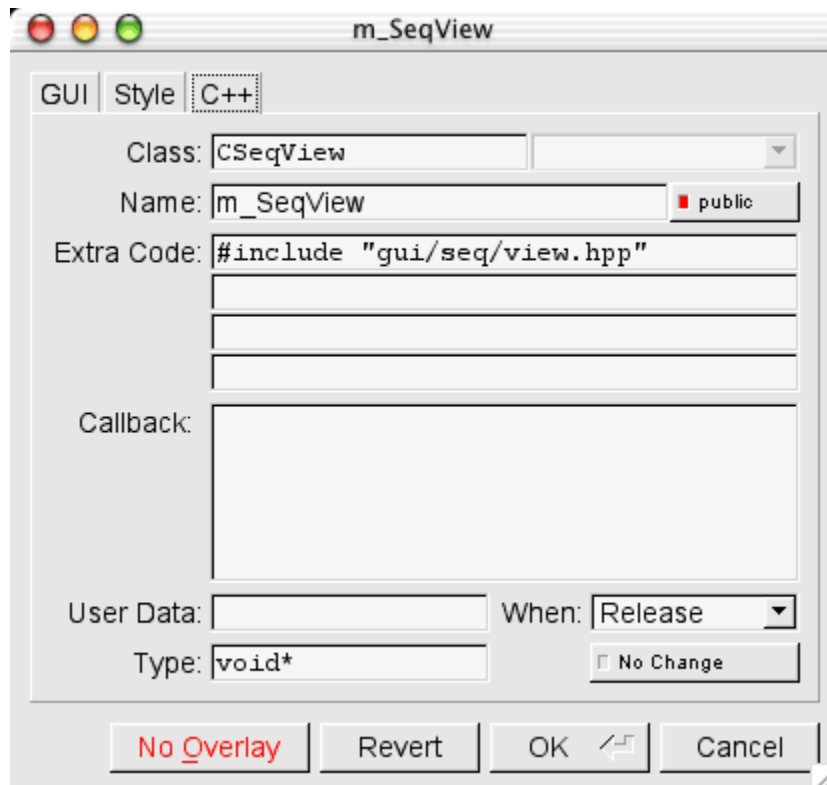 m_SeqView
GUI Style C++
Class: CSeqView
Name: m_SeqView public
Extra Code: #include "gui/seq/view.hpp"
Callback:
User Data: When: Release
Type: void* No Change
No Overlay Revert OK Cancel